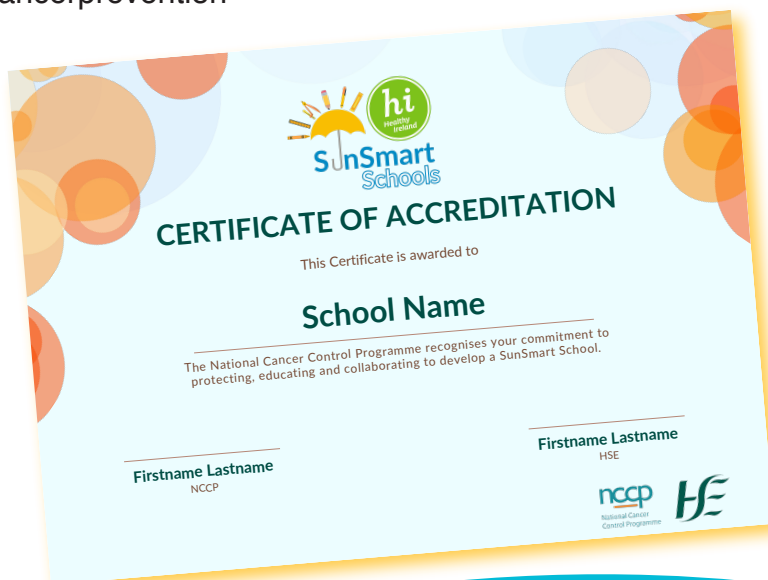 ancerprevention
hi
Healthy
Ireland
SunSmart
Schools
CERTIFICATE OF ACCREDITATION
This Certificate is awarded to
School Name
The National Cancer Control Programme recognises your commitment to
protecting, educating and collaborating to develop a SunSmart School.
Firstname Lastname
NCCP
Firstname Lastname
HSE
nccp
National Cancer
Control Programme
HSE